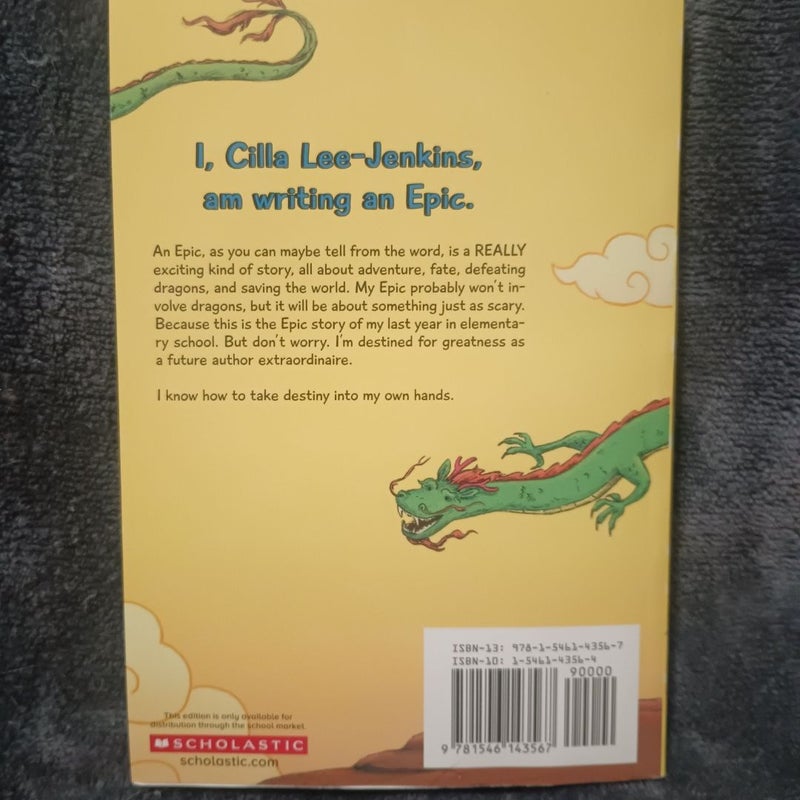 I, Cilla Lee-Jenkins,
am writing an Epic.
An Epic, as you can maybe tell from the word, is a REALLY
exciting kind of story, all about adventure, fate, defeating
dragons, and saving the world. My Epic probably won't in-
volve dragons, but it will be about something just as scary.
Because this is the Epic story of my last year in elementa-
ry school. But don't worry. I'm destined for greatness as
a future author extraordinaire.
I know how to take destiny into my own hands.
ISBN-13: 978-1-5461-4356-7
ISBN-10: 1-5461-4356-4
90000
9 781546 143567
This edition is only available for
distribution through the school market.
SCHOLASTIC
scholastic.com